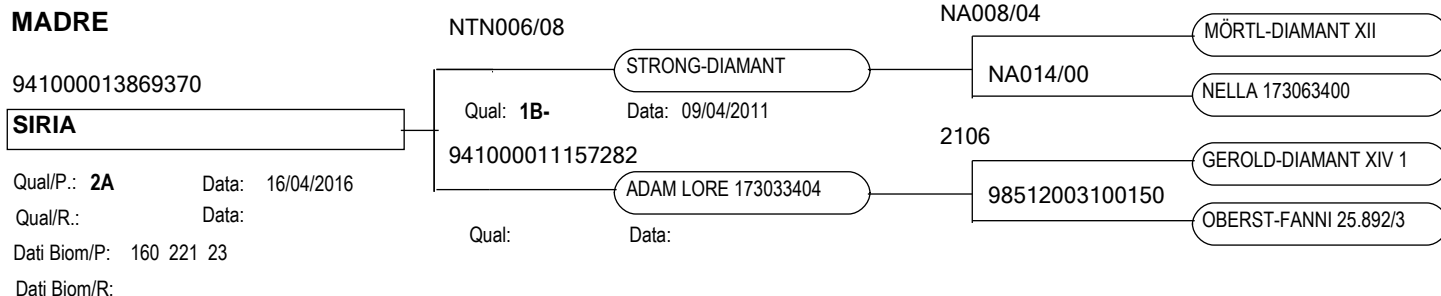 MADRE
941000013869370
SIRIA
Qual/P.: 2A Data: 16/04/2016
Qual/R.: Data:
Dati Biom/P: 160 221 23
Dati Biom/R:
NTN006/08
STRONG-DIAMANT
Qual: 1B- Data: 09/04/2011
941000011157282
ADAM LORE 173033404
Qual: Data:
NA008/04
MÖRTL-DIAMANT XII
NA014/00
NELLA 173063400
2106
GEROLD-DIAMANT XIV 1
98512003100150
OBERST-FANNI 25.892/3